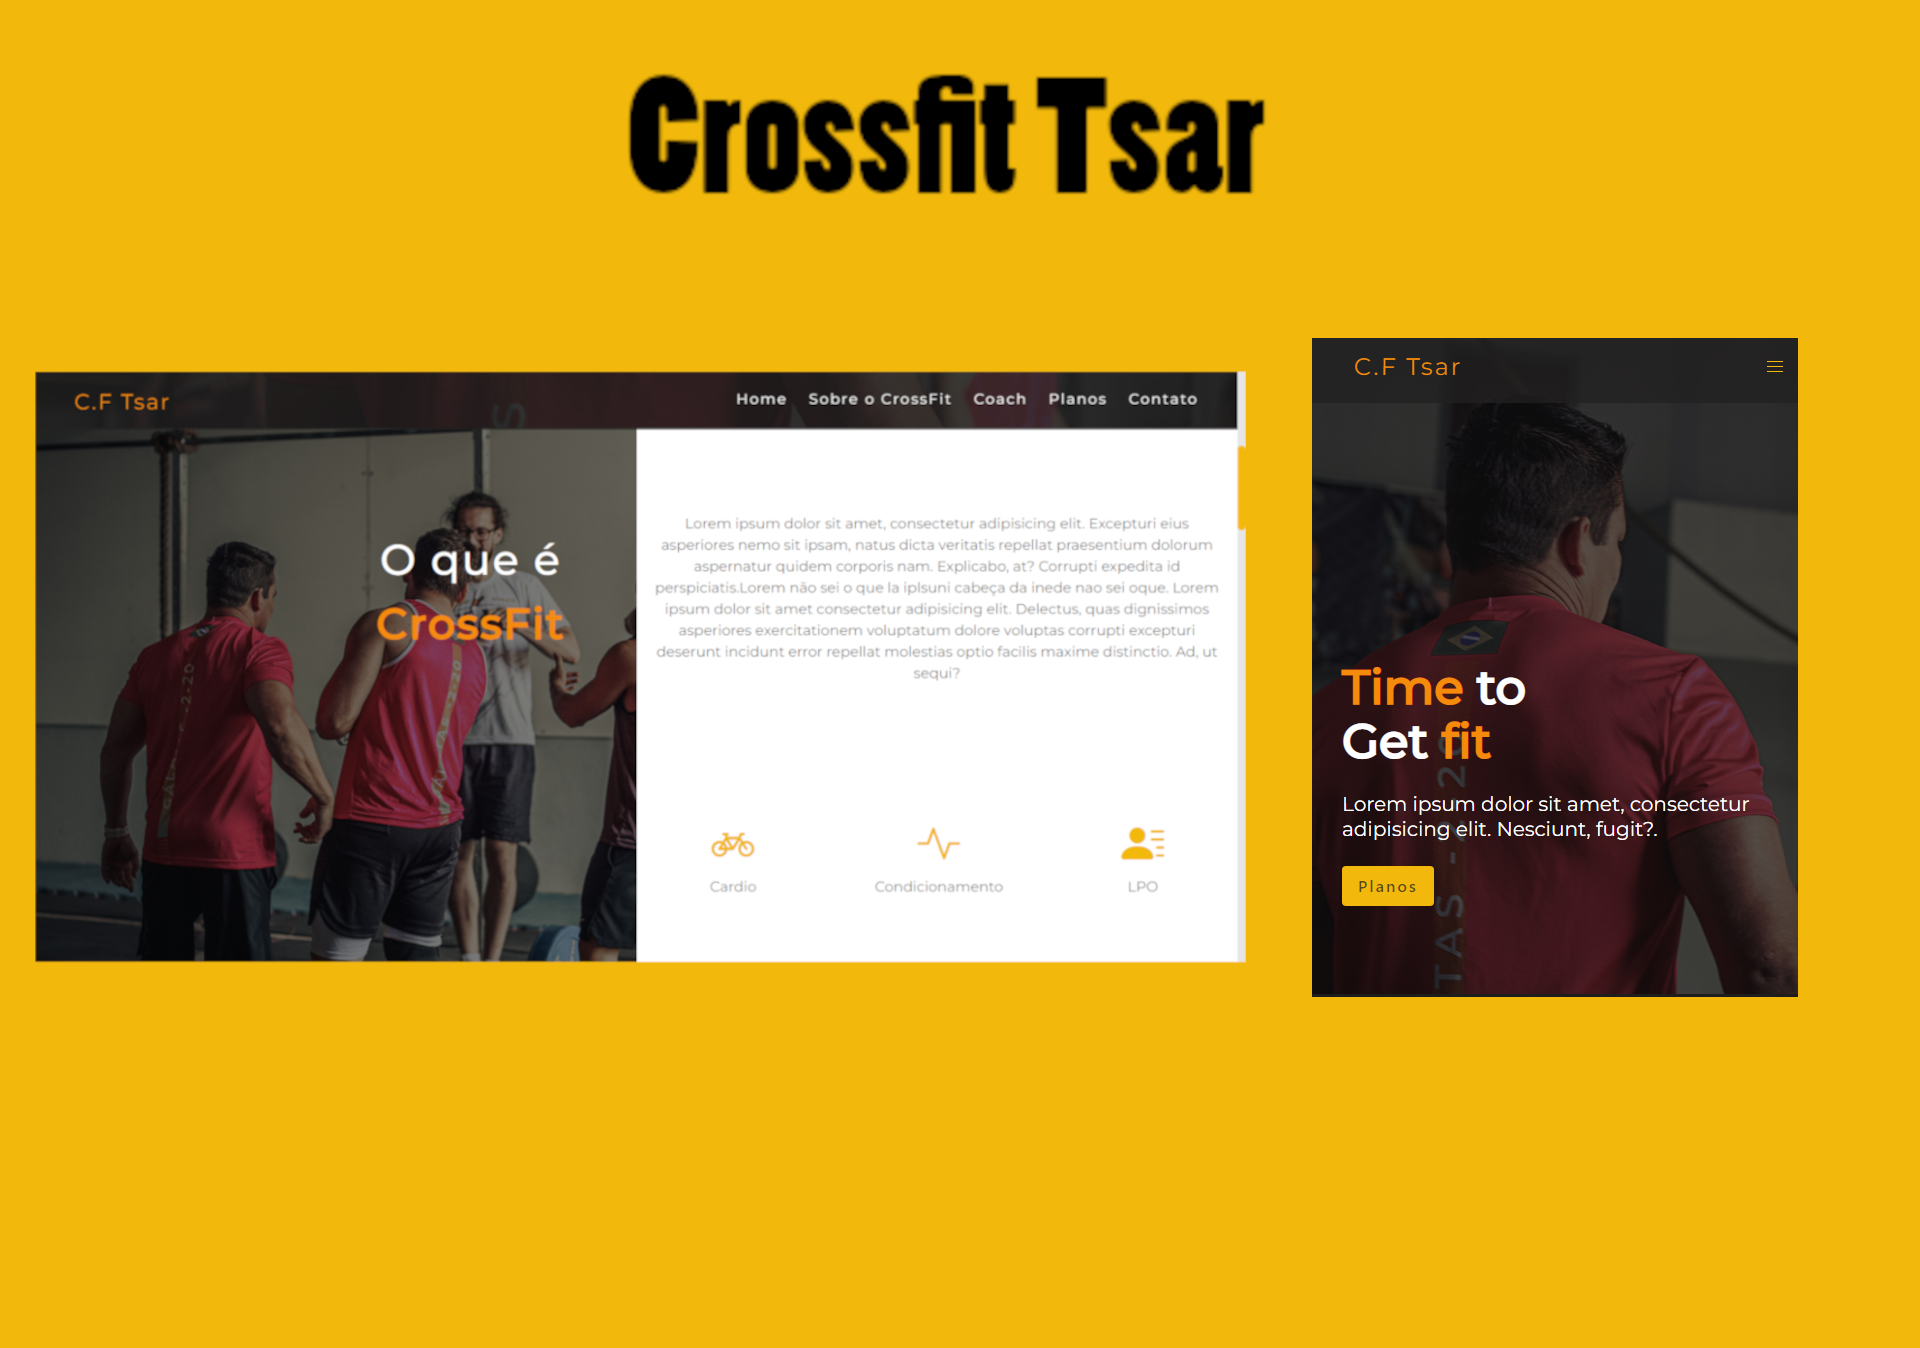 Crossfit Tsar
C.F Tsar
Home Sobre o CrossFit Coach Planos Contato
O que é
CrossFit
Lorem ipsum dolor sit amet, consectetur adipisicing elit. Excepturi eius
asperiores nemo sit ipsam, natus dicta veritatis repellat praesentium dolorum
aspernatur quidem corporis nam. Explicabo, at? Corrupti expedita id
perspiciatis.Lorem não sei o que la iplsuni cabeça da inede nao sei oque. Lorem
ipsum dolor sit amet consectetur adipisicing elit. Delectus, quas dignissimos
asperiores exercitationem voluptatum dolore voluptas corrupti excepturi
deserunt incidunt error repellat molestias optio facilis maxime distinctio. Ad, ut
sequi?
Cardio
Condicionamento
LPO
C.F Tsar
Time to
Get fit
Lorem ipsum dolor sit amet, consectetur
adipisicing elit. Nesciunt, fugit?.
Planos